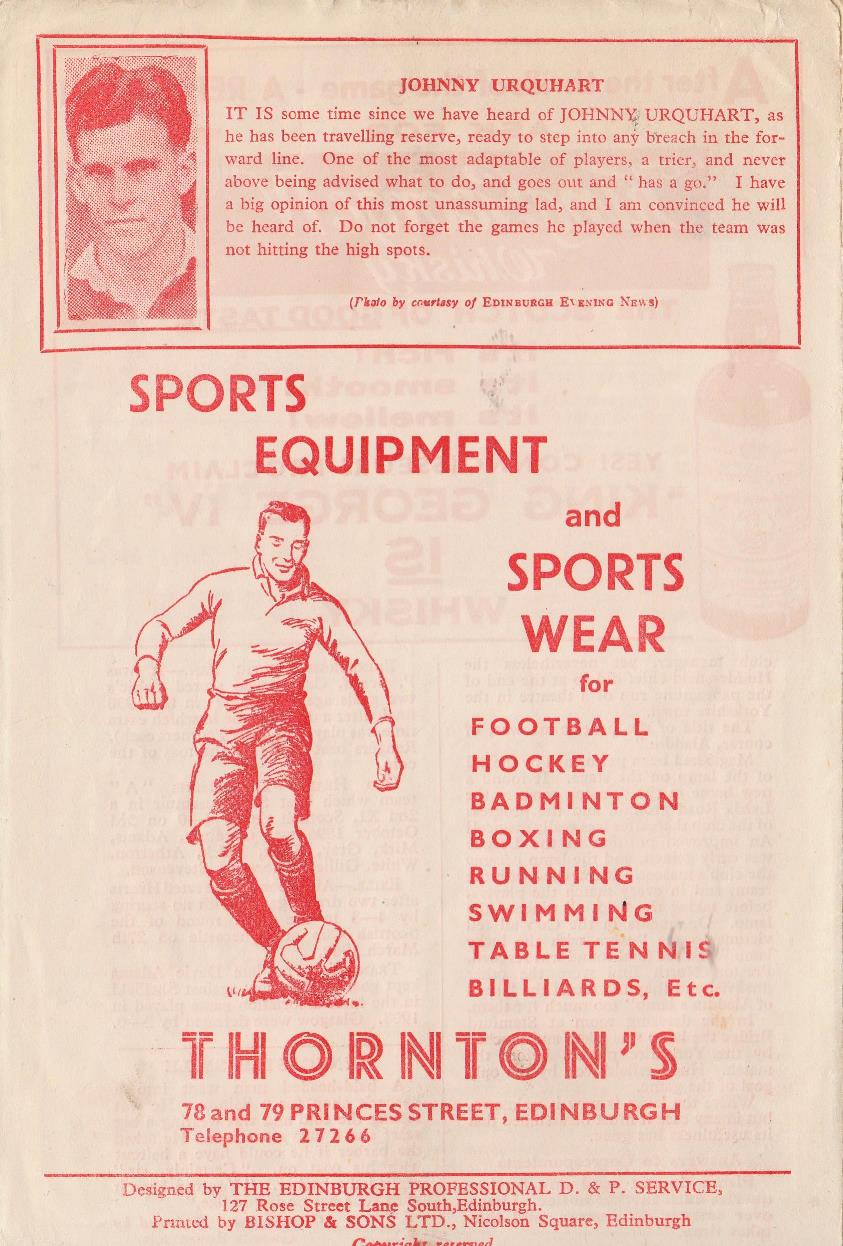 JOHNNY URQUHART
IT IS some time since we have heard of JOHNNY URQUHART, as
he has been travelling reserve, ready to step into any breach in the for-
ward line. One of the most adaptable of players, a trier, and never
above being advised what to do, and goes out and “ has a go.” I have
a big opinion of this most unassuming lad, and I am convinced he will
be heard of. Do not forget the games he played when the team was
not hitting the high spots.
(Photo by courtesy of EDINBURGH EVENING NEWS)
SPORTS
EQUIPMENT
and
SPORTS
WEAR
for
FOOTBALL
HOCKEY
BADMINTON
BOXING
RUNNING
SWIMMING
TABLE TENNIS
BILLIARDS, Etc.
THORNTON'S
78 and 79 PRINCES STREET, EDINBURGH
Telephone 27266
Designed by THE EDINBURGH PROFESSIONAL D. & P. SERVICE,
127 Rose Street Lane South,Edinburgh.
Printed by BISHOP & SONS LTD., Nicolson Square, Edinburgh
Copyright reserved